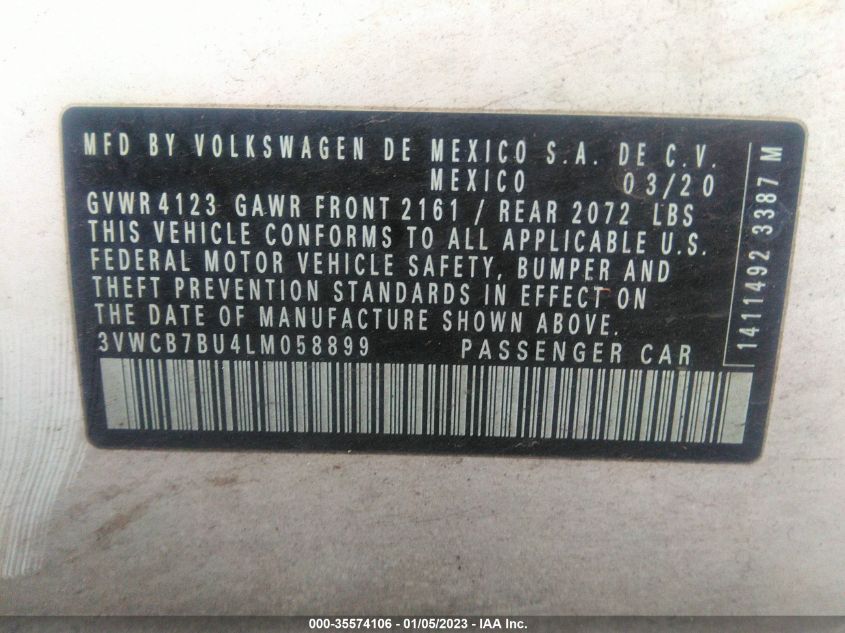 MFD BY VOLKSWAGEN DE MEXICO S.A. DE C.V.
MEXICO 03/20
GVWR 4123 GAWR FRONT 2161 / REAR 2072 LBS
THIS VEHICLE CONFORMS TO ALL APPLICABLE U.S.
FEDERAL MOTOR VEHICLE SAFETY, BUMPER AND
THEFT PREVENTION STANDARDS IN EFFECT ON
THE DATE OF MANUFACTURE SHOWN ABOVE.
3VWCB7BU4LM058899 PASSENGER CAR
1411492 3387 M
000-35574106 - 01/05/2023 - IAA Inc.